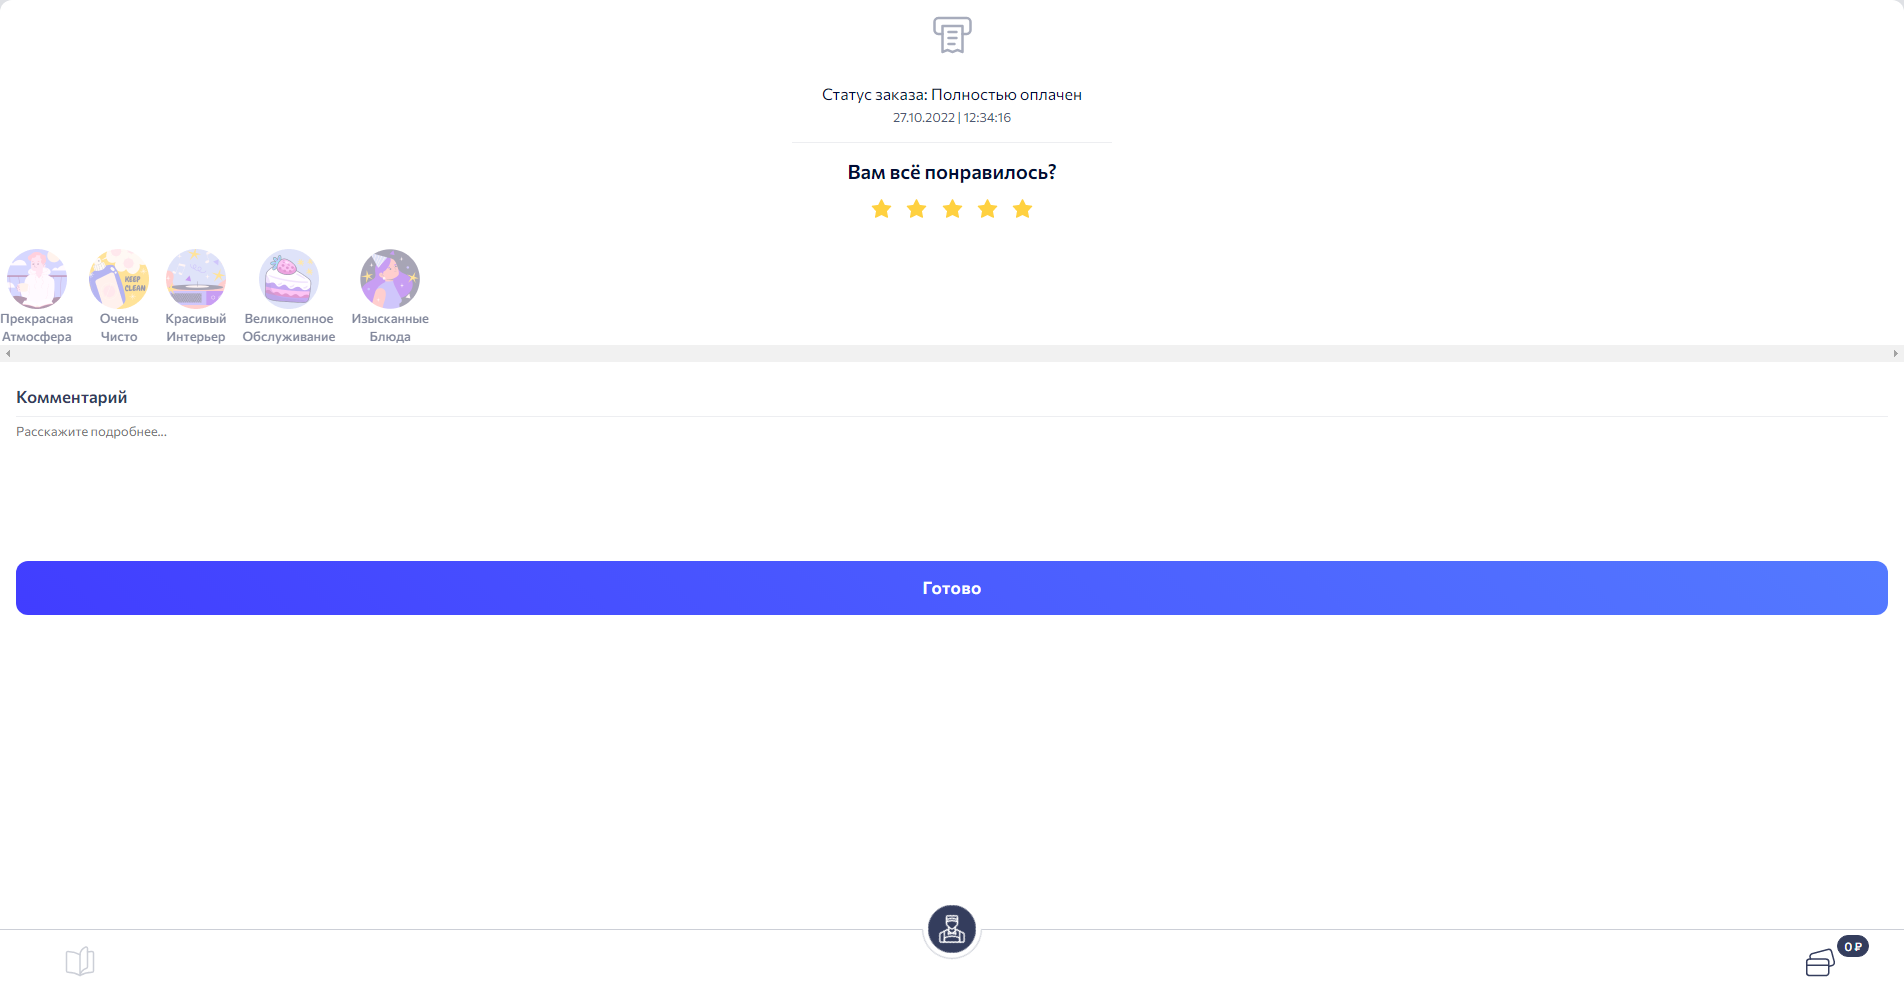 Статус заказа: Полностью оплачен
27.10.2022 | 12:34:16
Вам всё понравилось?
KEEP
CLEAN
Прекрасная
Атмосфера
Очень
Чисто
Красивый
Интерьер
Великолепное
Обслуживание
Изысканные
Блюда
Комментарий
Расскажите подробнее...
Готово
0 ₽